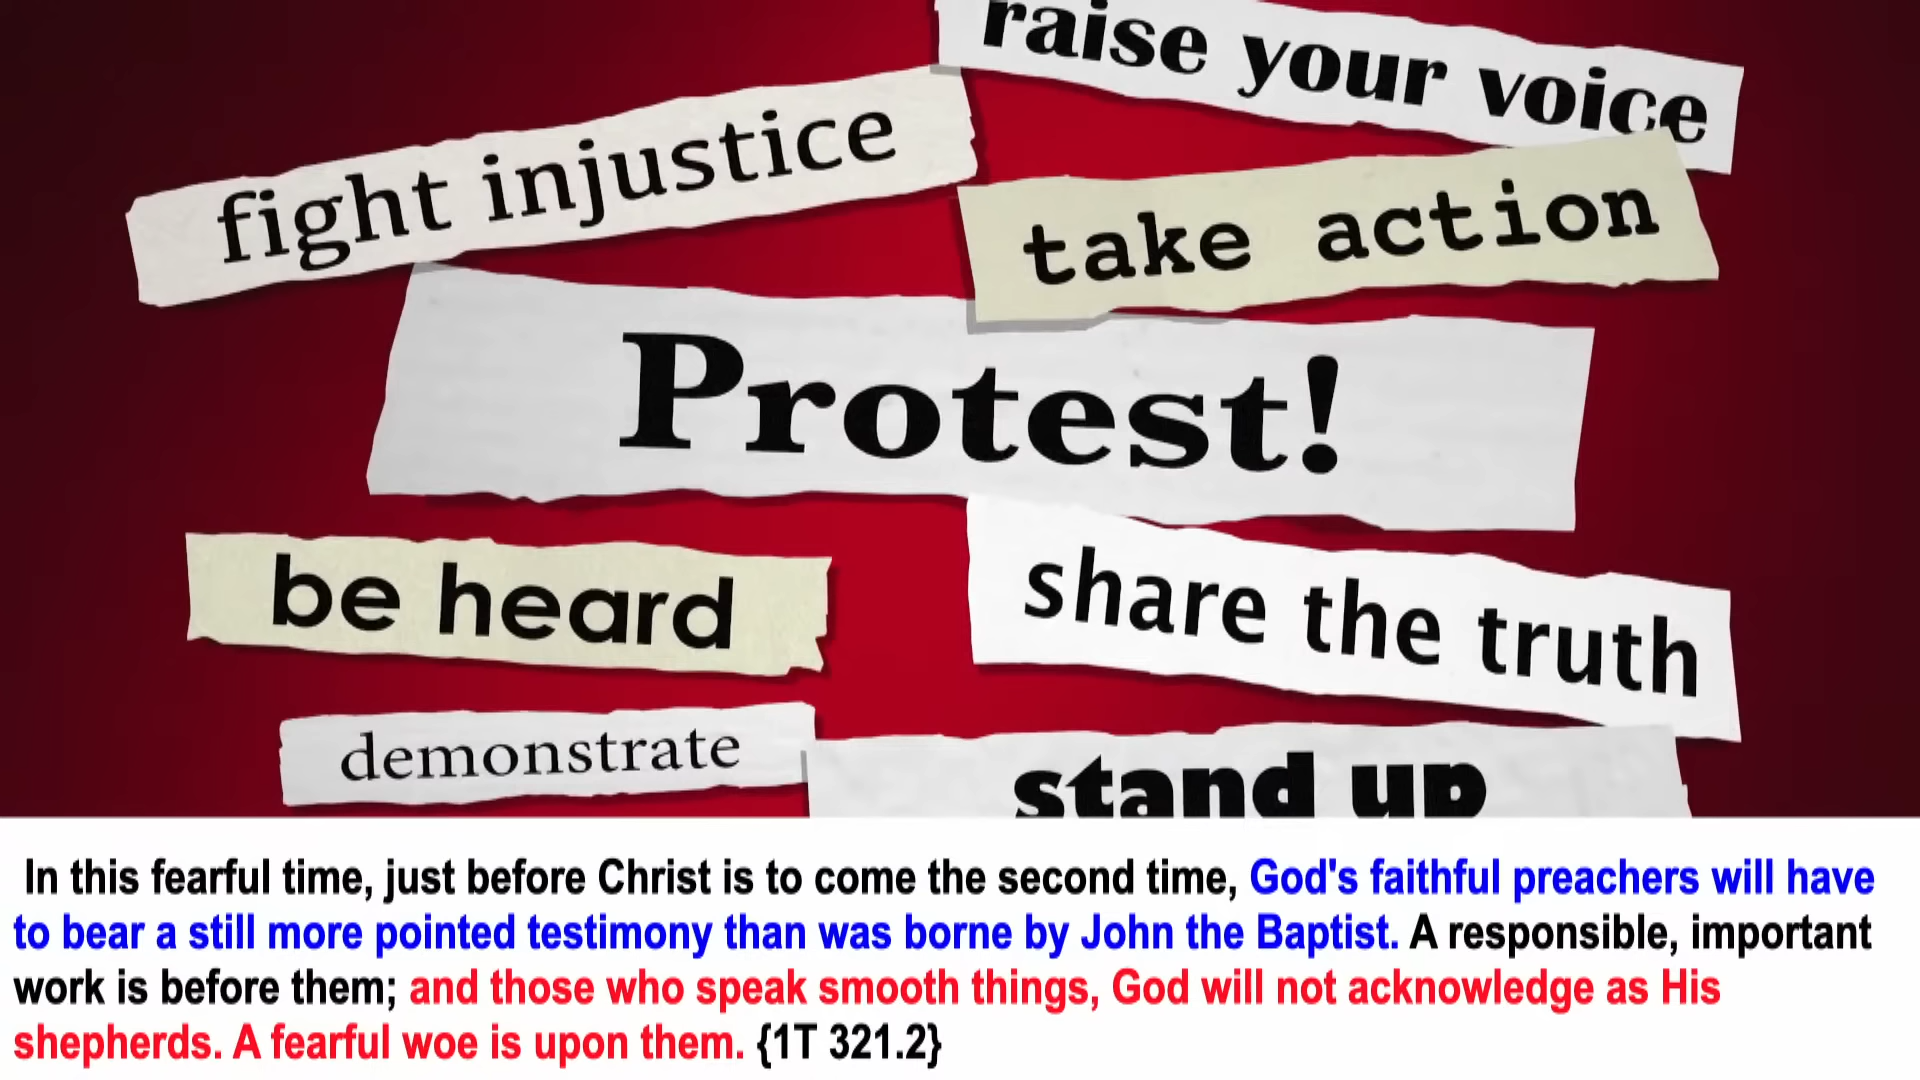 raise your voice
fight injustice
take action
Protest!
be heard
share the truth
demonstrate
stand up
In this fearful time, just before Christ is to come the second time, God's faithful preachers will have
to bear a still more pointed testimony than was borne by John the Baptist. A responsible, important
work is before them; and those who speak smooth things, God will not acknowledge as His
shepherds. A fearful woe is upon them. {1T 321.2}